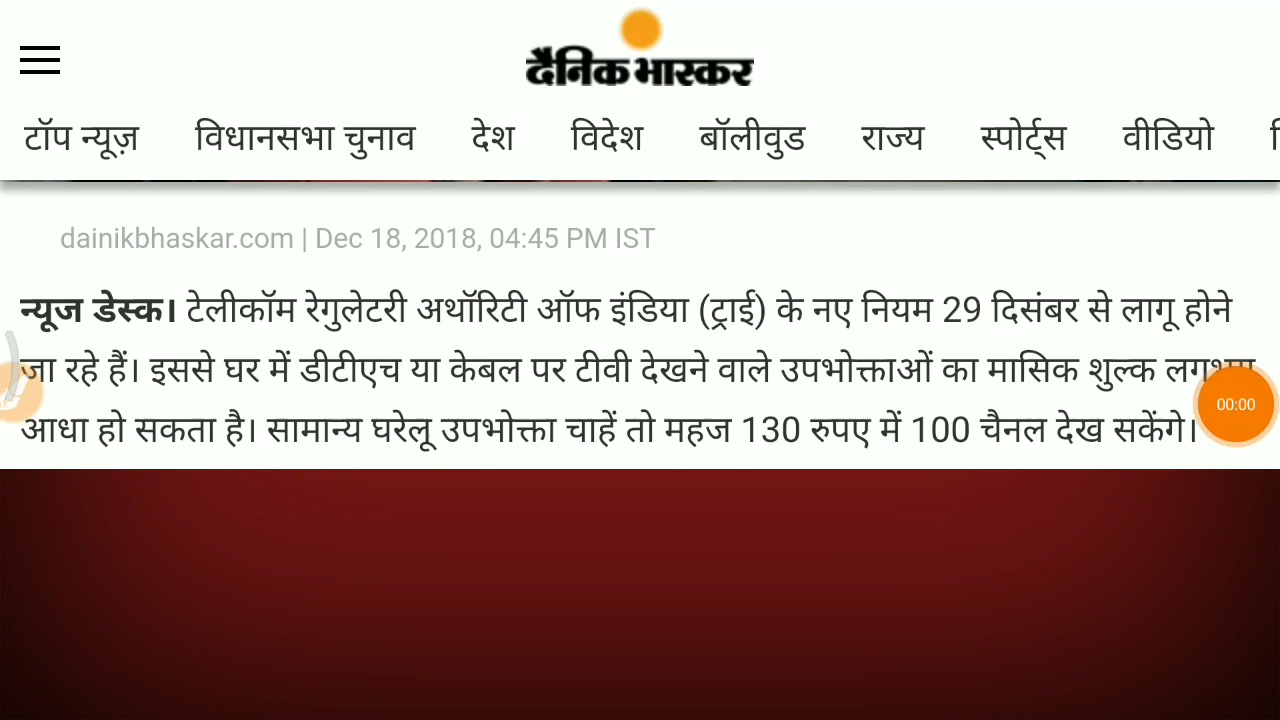 दैनिक भास्कर
टॉप न्यूज़ विधानसभा चुनाव देश विदेश बॉलीवुड राज्य स्पोर्ट्स वीडियो
dainikbhaskar.com | Dec 18, 2018, 04:45 PM IST
न्यूज डेस्क। टेलीकॉम रेगुलेटरी अथॉरिटी ऑफ इंडिया (ट्राई) के नए नियम 29 दिसंबर से लागू होने
जा रहे हैं। इससे घर में डीटीएच या केबल पर टीवी देखने वाले उपभोक्ताओं का मासिक शुल्क लगभग
00:00
आधा हो सकता है। सामान्य घरेलू उपभोक्ता चाहें तो महज 130 रुपए में 100 चैनल देख सकेंगे।